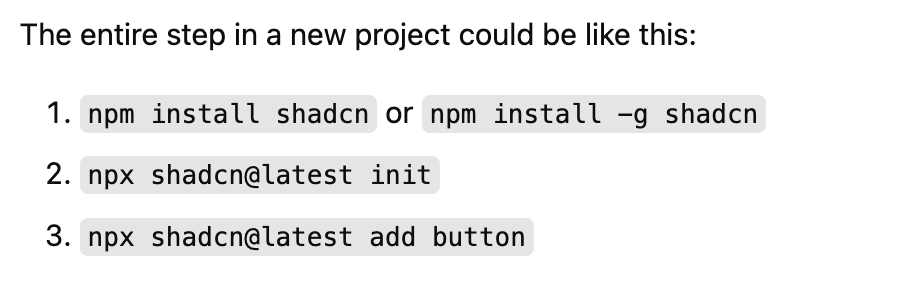 The entire step in a new project could be like this:
1. npm install shadcn or npm install -g shadcn
2. npx shadcn@latest init
3. npx shadcn@latest add button